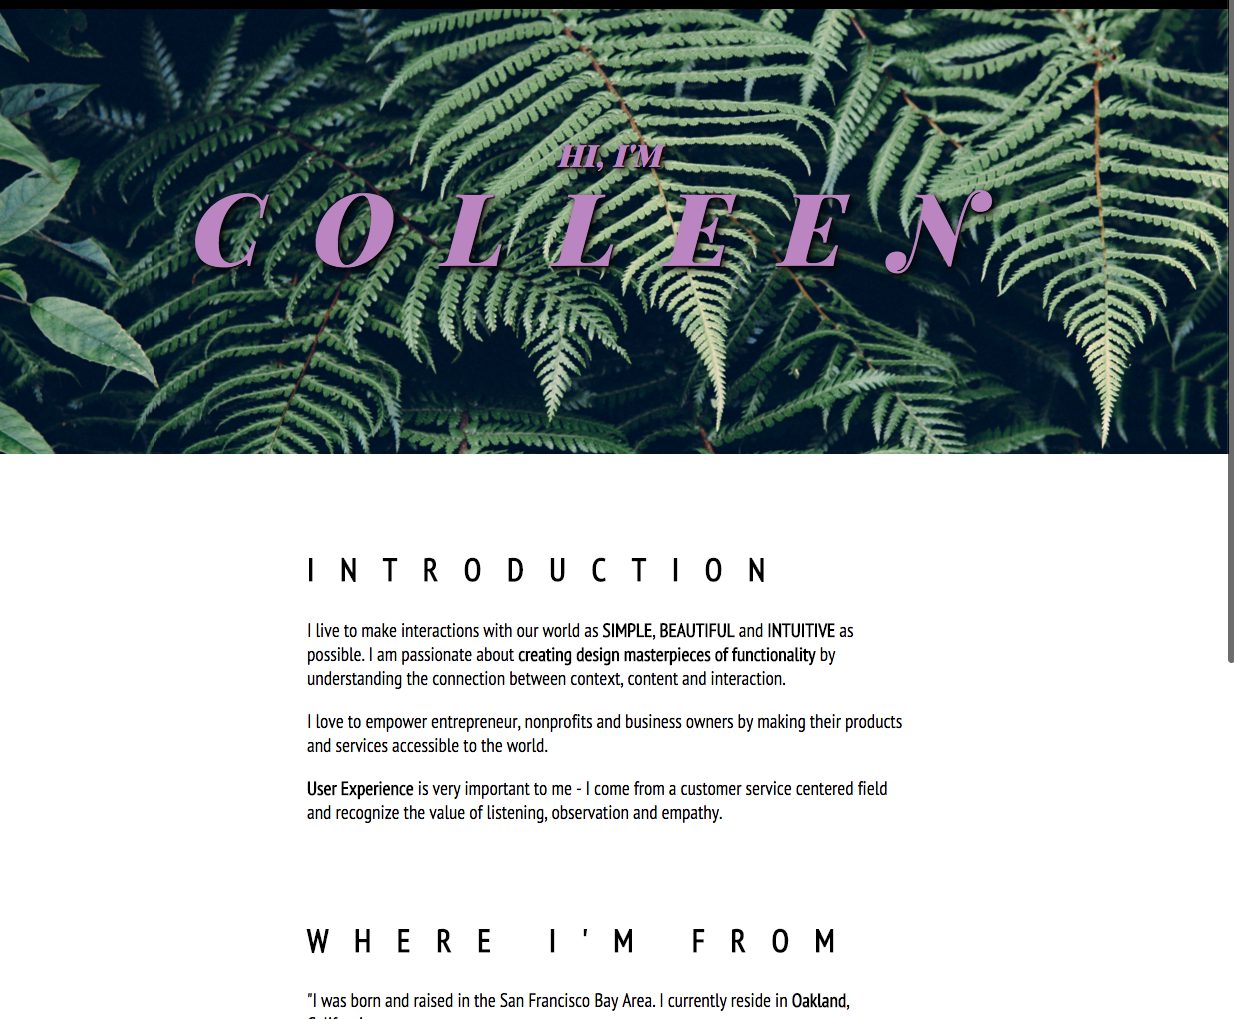 HI, I'M
COLLEEN
INTRODUCTION
I live to make interactions with our world as SIMPLE, BEAUTIFUL and INTUITIVE as
possible. I am passionate about creating design masterpieces of functionality by
understanding the connection between context, content and interaction.
I love to empower entrepreneur, nonprofits and business owners by making their products
and services accessible to the world.
User Experience is very important to me - I come from a customer service centered field
and recognize the value of listening, observation and empathy.
WHERE I'M FROM
"I was born and raised in the San Francisco Bay Area. I currently reside in Oakland,